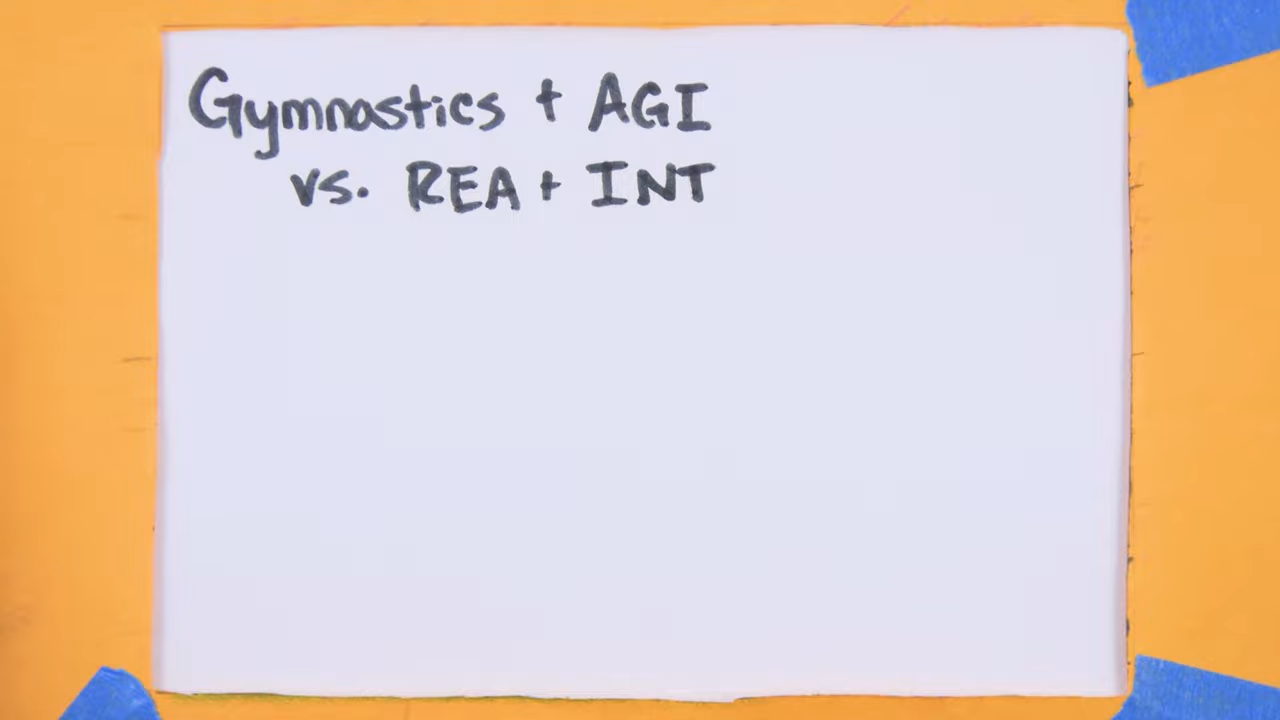 Gymnastics + AGI
vs. REA + INT